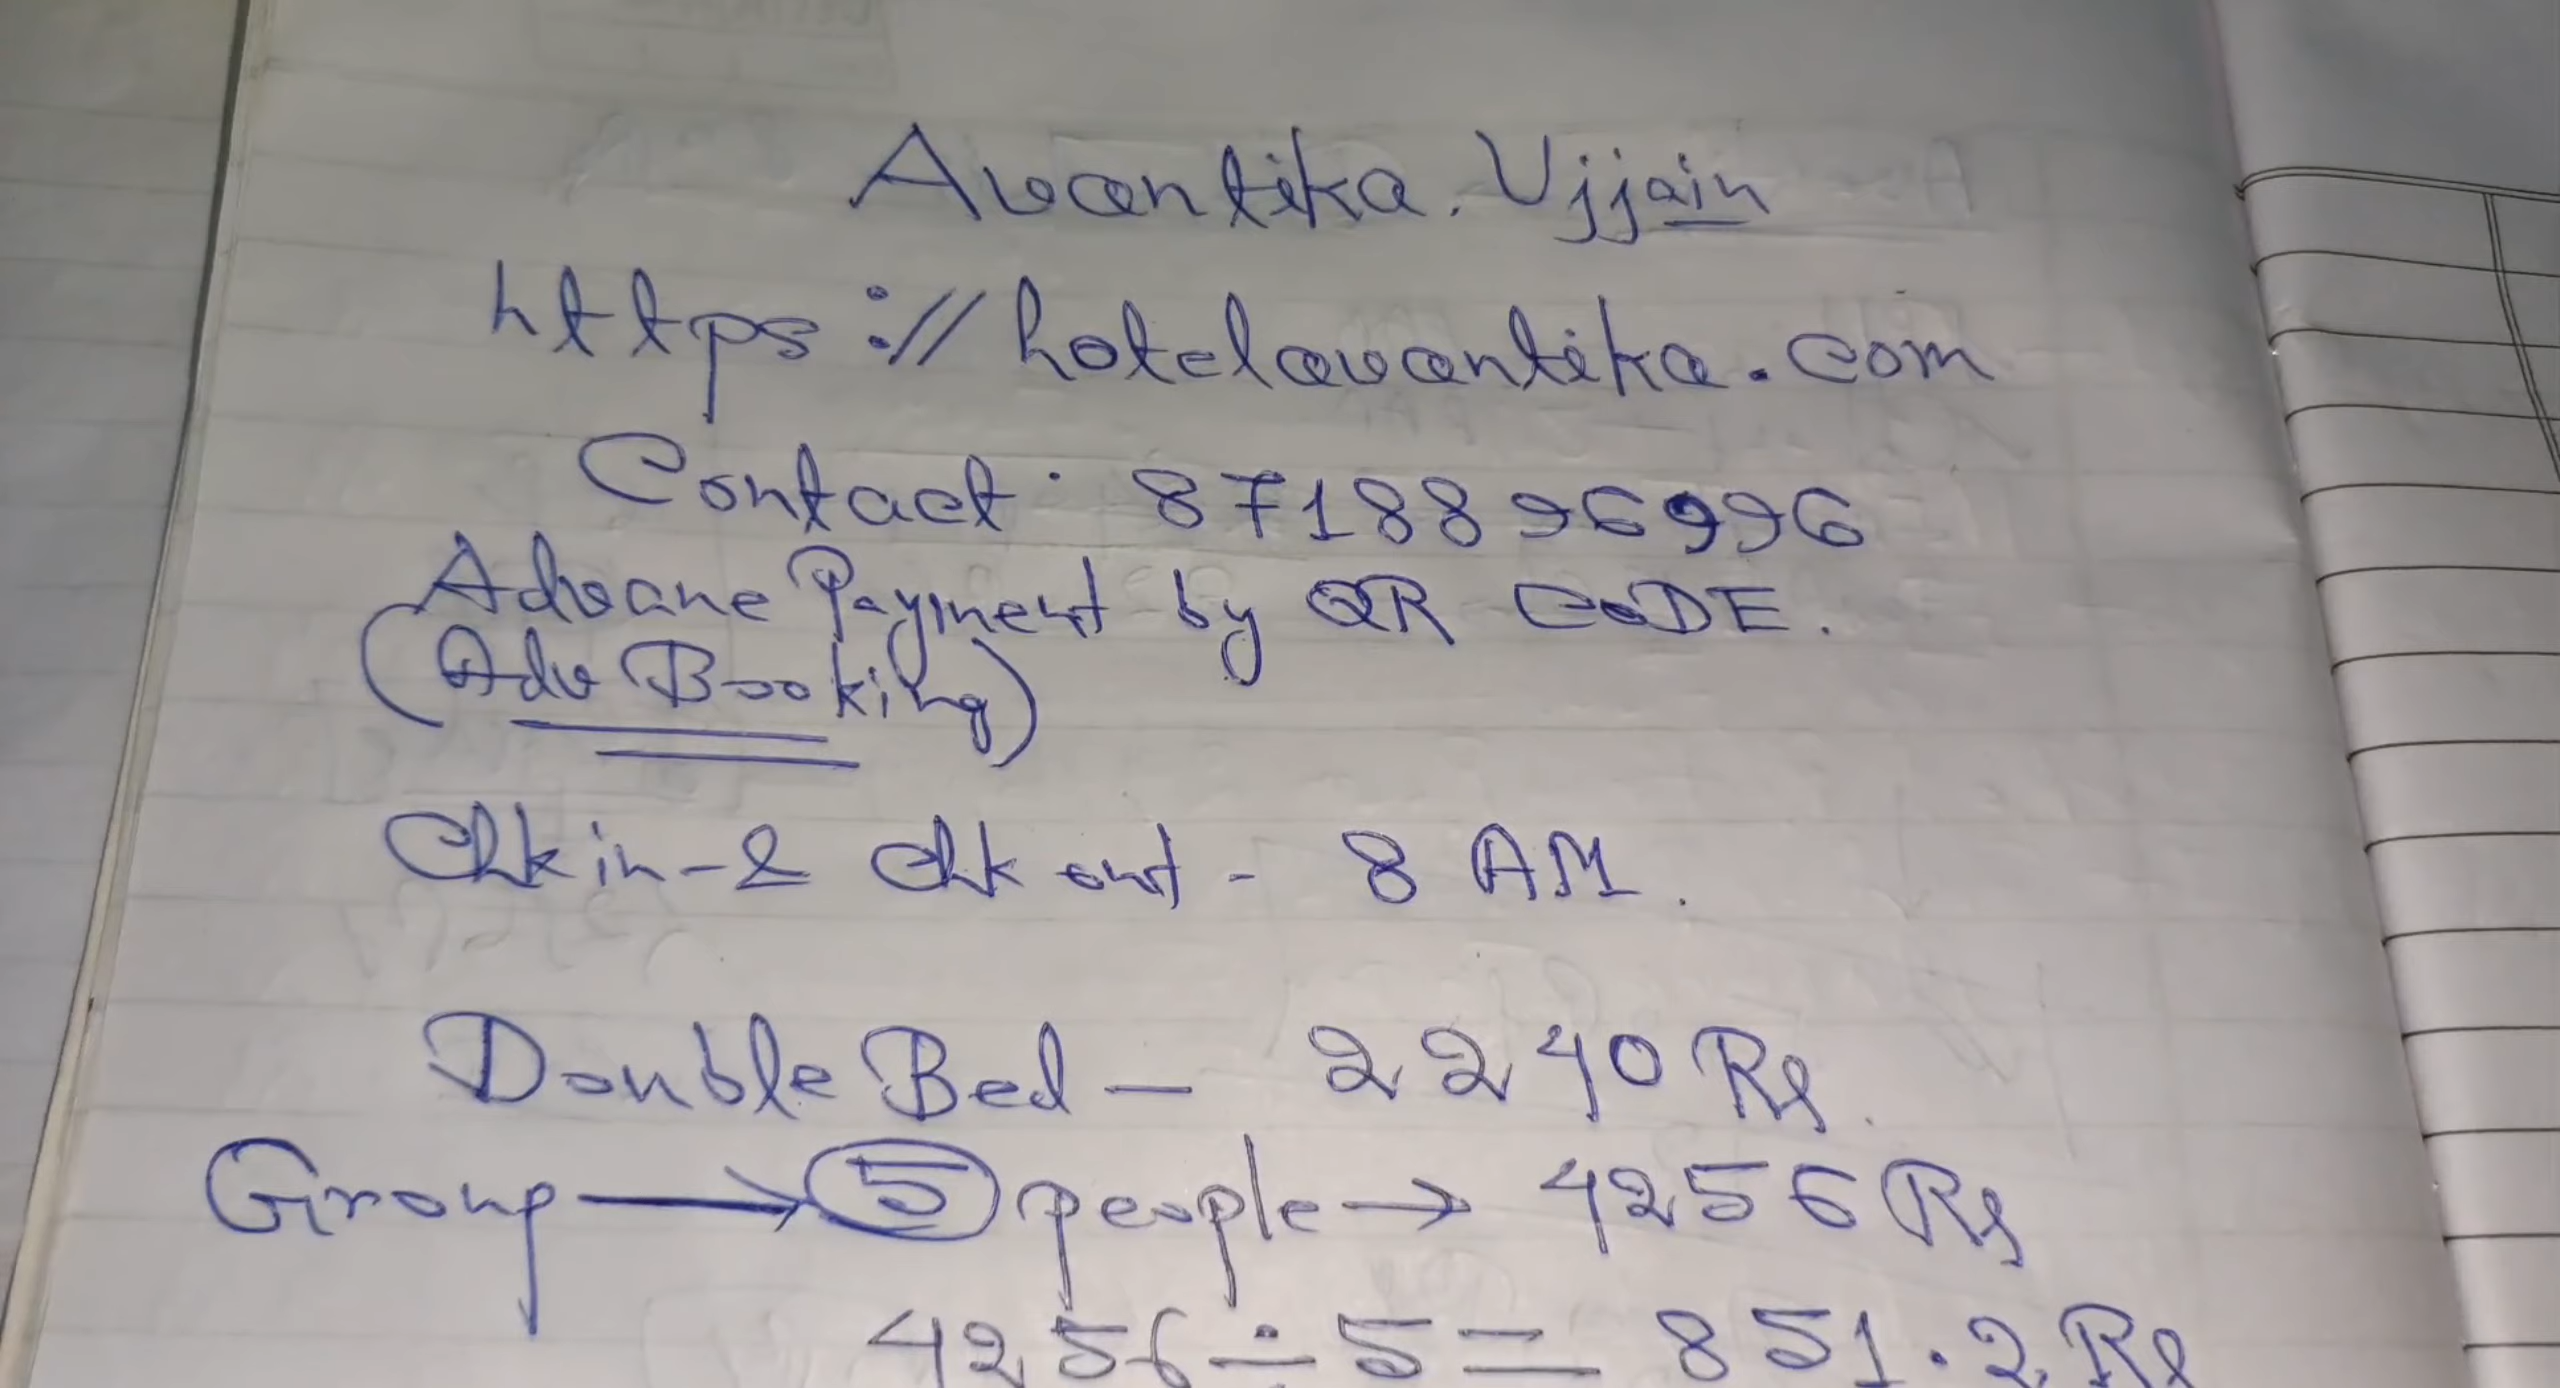 Avantika. Ujjain
https://hotelavantika.com
Contact: 8718896996
Advane Payment by QR CODE.
(Adv Booking)
Chk in - & chk out - 8 AM.
Double Bed - 2240 Rs.
Group → 5 people → 4256 Rs
4256 ÷ 5 = 851.2 Rs